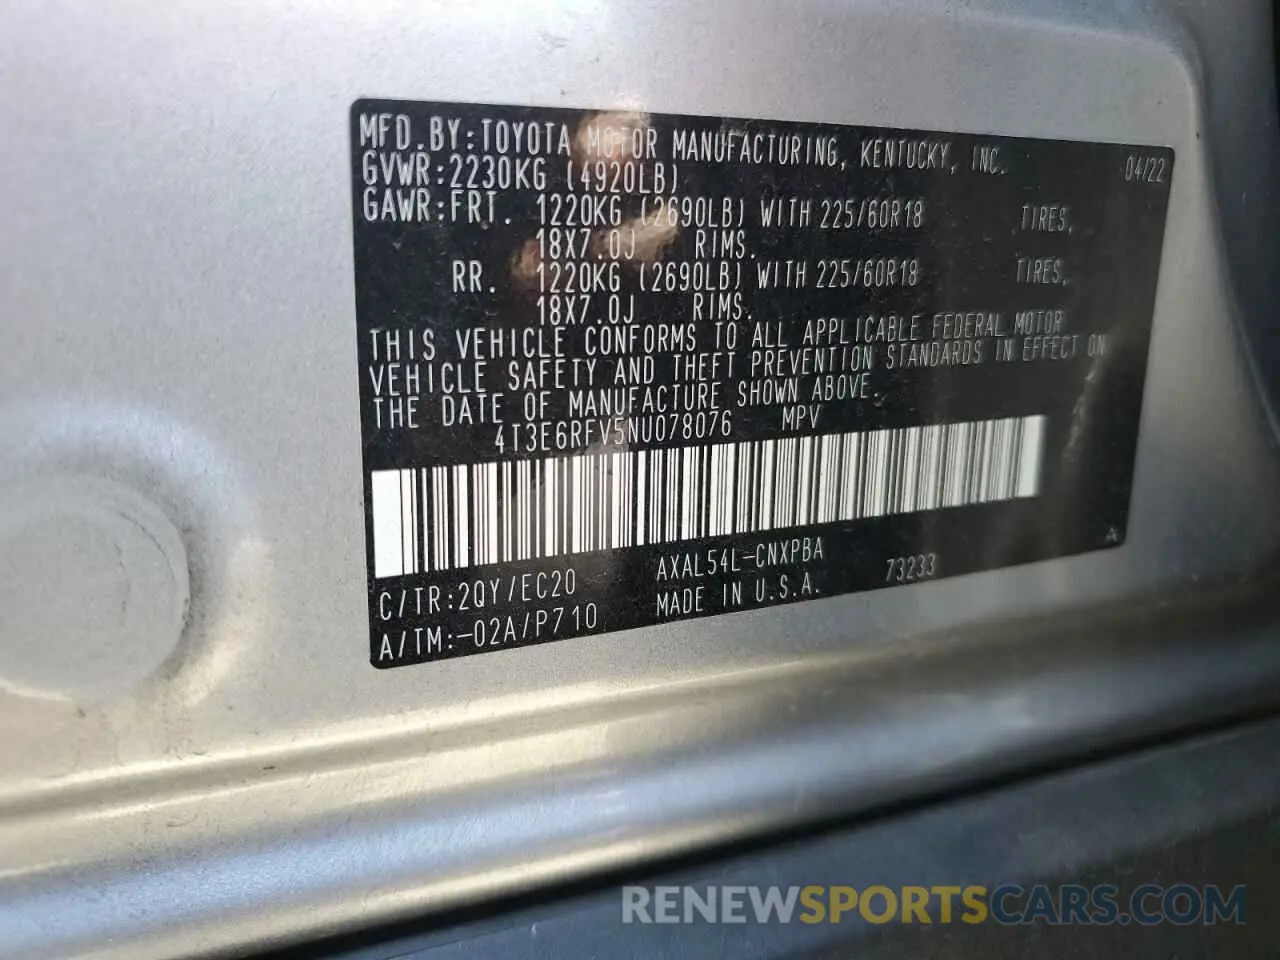 MFD.BY:TOYOTA MOTOR MANUFACTURING, KENTUCKY, INC. 04/22
GVWR:2230KG (4920LB)
GAWR:FRT. 1220KG (2690LB) WITH 225/60R18 TIRES,
18X7.0J RIMS.
RR. 1220KG (2690LB) WITH 225/60R18 TIRES,
18X7.0J RIMS.
THIS VEHICLE CONFORMS TO ALL APPLICABLE FEDERAL MOTOR
VEHICLE SAFETY AND THEFT PREVENTION STANDARDS IN EFFECT ON
THE DATE OF MANUFACTURE SHOWN ABOVE.
4T3E6RFV5NU078076 MPV
A
C/TR:2QY/EC20 AXAL54L-CNXPBA 73233
A/TM:-02A/P710 MADE IN U.S.A.
RENEWSPORTSCARS.COM